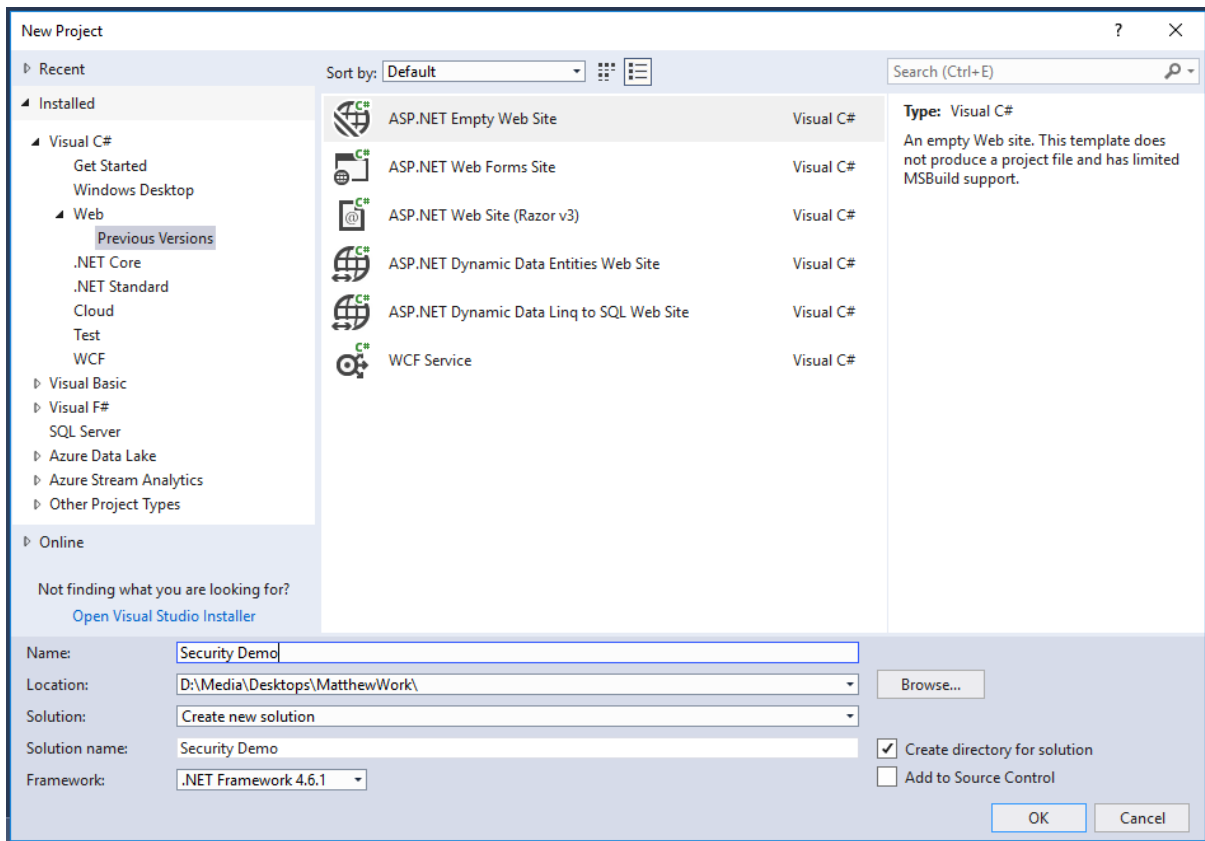 New Project
?
Recent
Sort by: Default
Search (Ctrl+E)
Installed
Visual C#
Get Started
Windows Desktop
Web
Previous Versions
.NET Core
.NET Standard
Cloud
Test
WCF
Visual Basic
Visual F#
SQL Server
Azure Data Lake
Azure Stream Analytics
Other Project Types
Online
Not finding what you are looking for?
Open Visual Studio Installer
C# ASP.NET Empty Web Site Visual C#
C# ASP.NET Web Forms Site Visual C#
C# @ ASP.NET Web Site (Razor v3) Visual C#
C# ASP.NET Dynamic Data Entities Web Site Visual C#
C# ASP.NET Dynamic Data Linq to SQL Web Site Visual C#
C# WCF Service Visual C#
Type: Visual C#
An empty Web site. This template does
not produce a project file and has limited
MSBuild support.
Name: Security Demo
Location: D:\Media\Desktops\MatthewWork\ Browse...
Solution: Create new solution
Solution name: Security Demo Create directory for solution
Framework: .NET Framework 4.6.1 Add to Source Control
OK Cancel